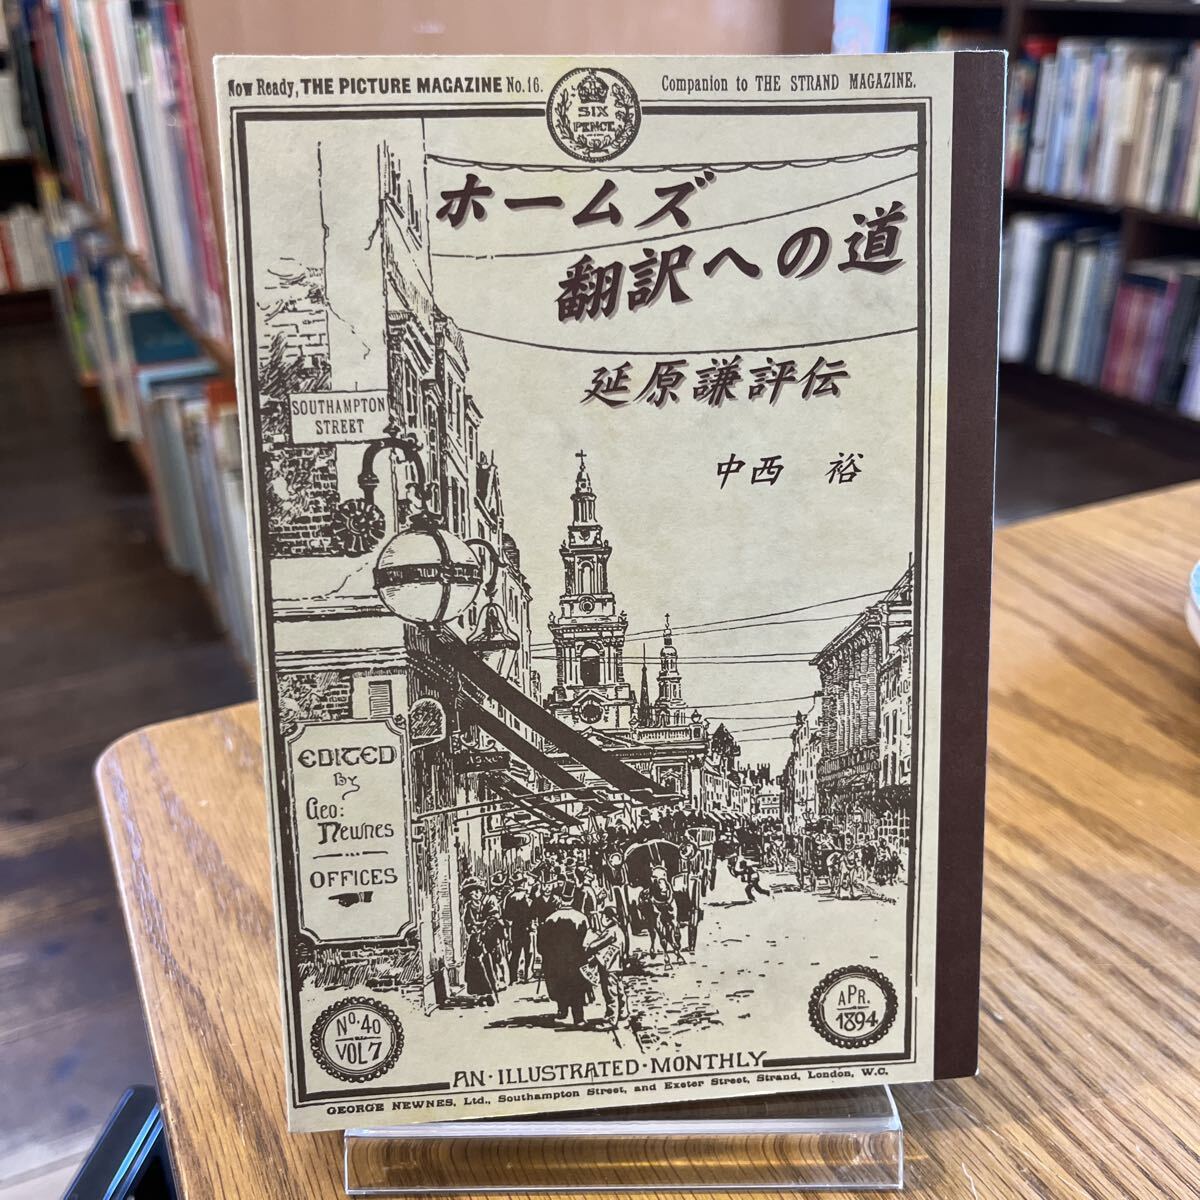 Now Ready, THE PICTURE MAGAZINE No. 16.
Companion to THE STRAND MAGAZINE.
SIX
PENCE
ホームズ
翻訳への道
延原謙評伝
中西 裕
SOUTHAMPTON
STREET
EDITED
By
Geo:
Newnes
OFFICES
No. 40
VOL 7
APR.
1894
AN · ILLUSTRATED · MONTHLY
GEORGE NEWNES, Ltd., Southampton Street, and Exeter Street, Strand, London, W.C.